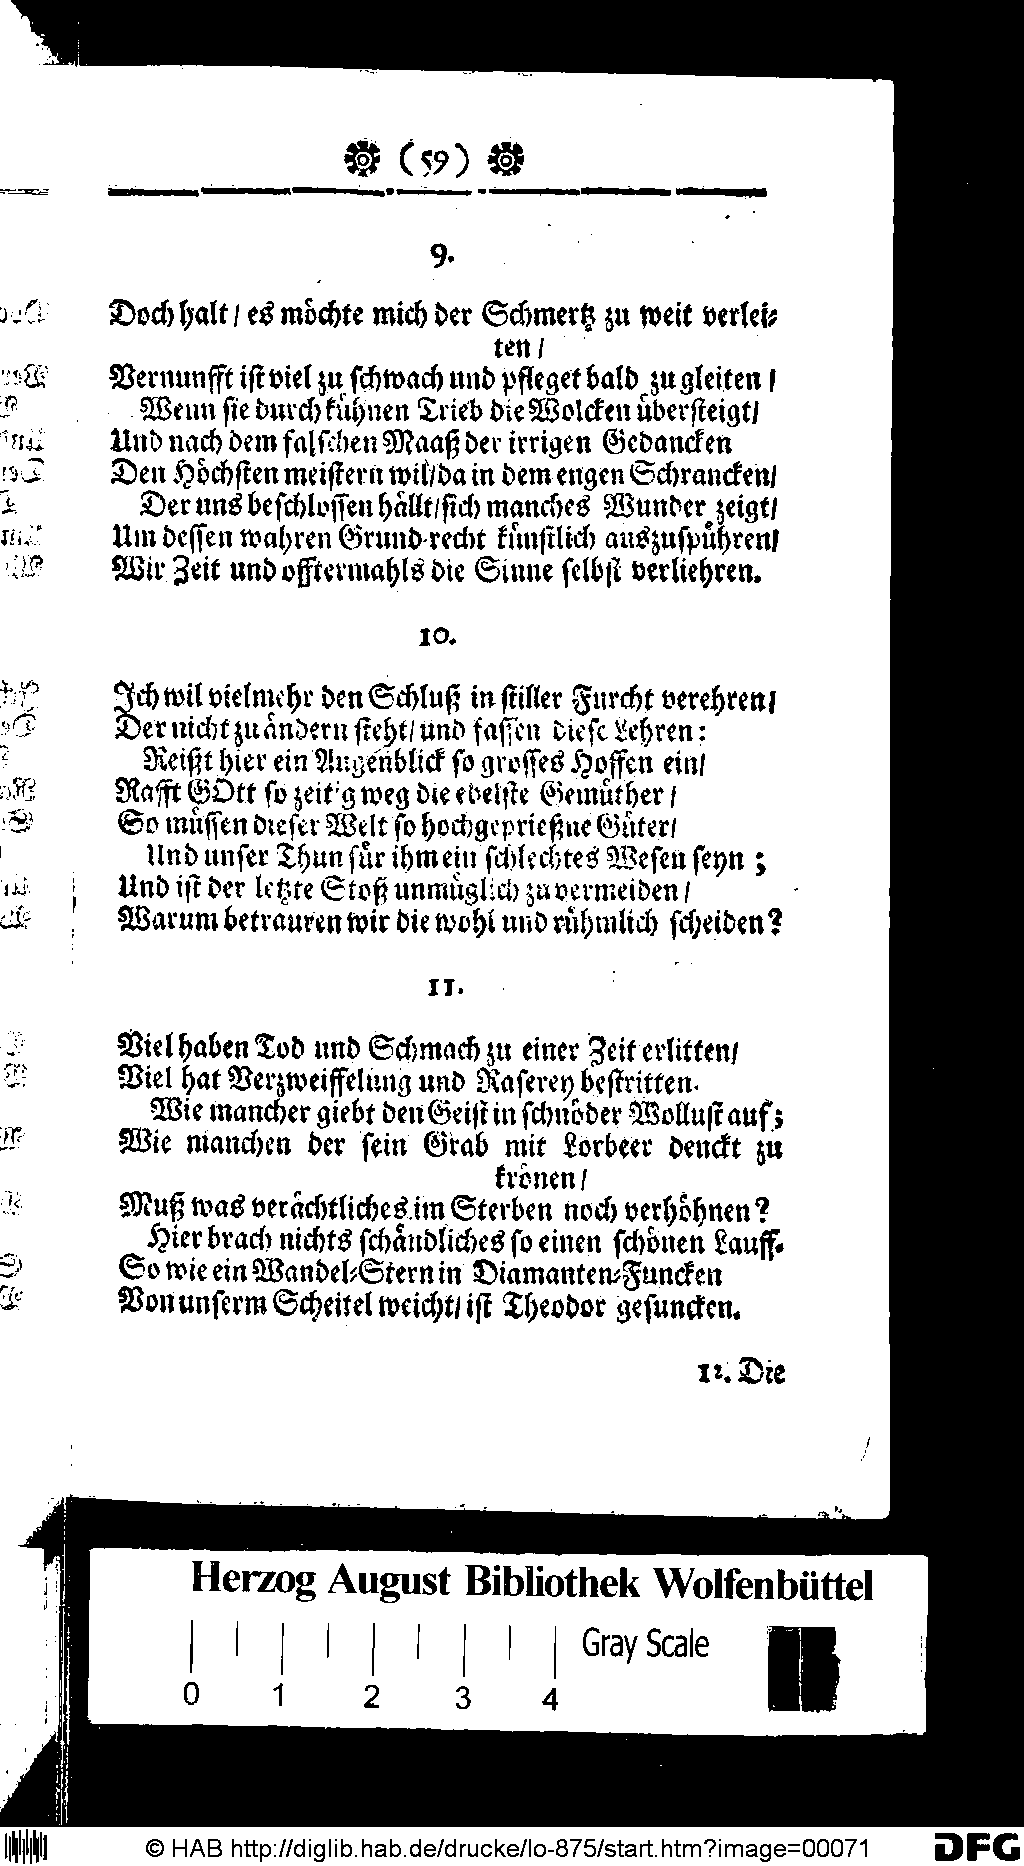 (59)
9.
Doch halt / es möchte mich der Schmertz zu weit verlei⸗
ten /
Vernunfft ist viel zu schwach und pfleget bald zu gleiten /
Wenn sie durch kühnen Trieb die Wolcken übersteigt /
Und nach dem falschen Maaß der irrigen Gedancken
Den Höchsten meistern wil / da in dem engen Schrancken /
Der uns beschlossen hällt / sich manches Wunder zeigt /
Um dessen wahren Grund recht künstlich auszuspühren /
Wir Zeit und offtermahls die Sinne selbst verliehren.
10.
Ich wil vielmehr den Schluß in stiller Furcht verehren /
Der nicht zu ändern steht / und fassen diese Lehren:
Reißt hier ein Augenblick so grosses Hoffen ein /
Rafft GOtt so zeitig weg die edelste Gemüther /
So müssen dieser Welt so hochgeprießne Güter /
Und unser Thun für ihm ein schlechtes Wesen seyn ;
Und ist der letzte Stoß unmüglich zu vermeiden /
Warum betrauren wir die wohl und rühmlich scheiden?
11.
Viel haben Tod und Schmach zu einer Zeit erlitten /
Viel hat Verzweiffelung und Raserey bestritten.
Wie mancher giebt den Geist in schnöder Wollust auf;
Wie manchen der sein Grab mit Lorbeer denckt zu
krönen /
Muß was verächtliches im Sterben noch verhöhnen?
Hier brach nichts schändliches so einen schönen Lauff.
So wie ein Wandel⸗Stern in Diamanten⸗Funcken
Von unserm Scheitel weicht / ist Theodor gesuncken.
12. Die
Herzog August Bibliothek Wolfenbüttel
Gray Scale
0 1 2 3 4
© HAB http://diglib.hab.de/drucke/lo-875/start.htm?image=00071
DFG